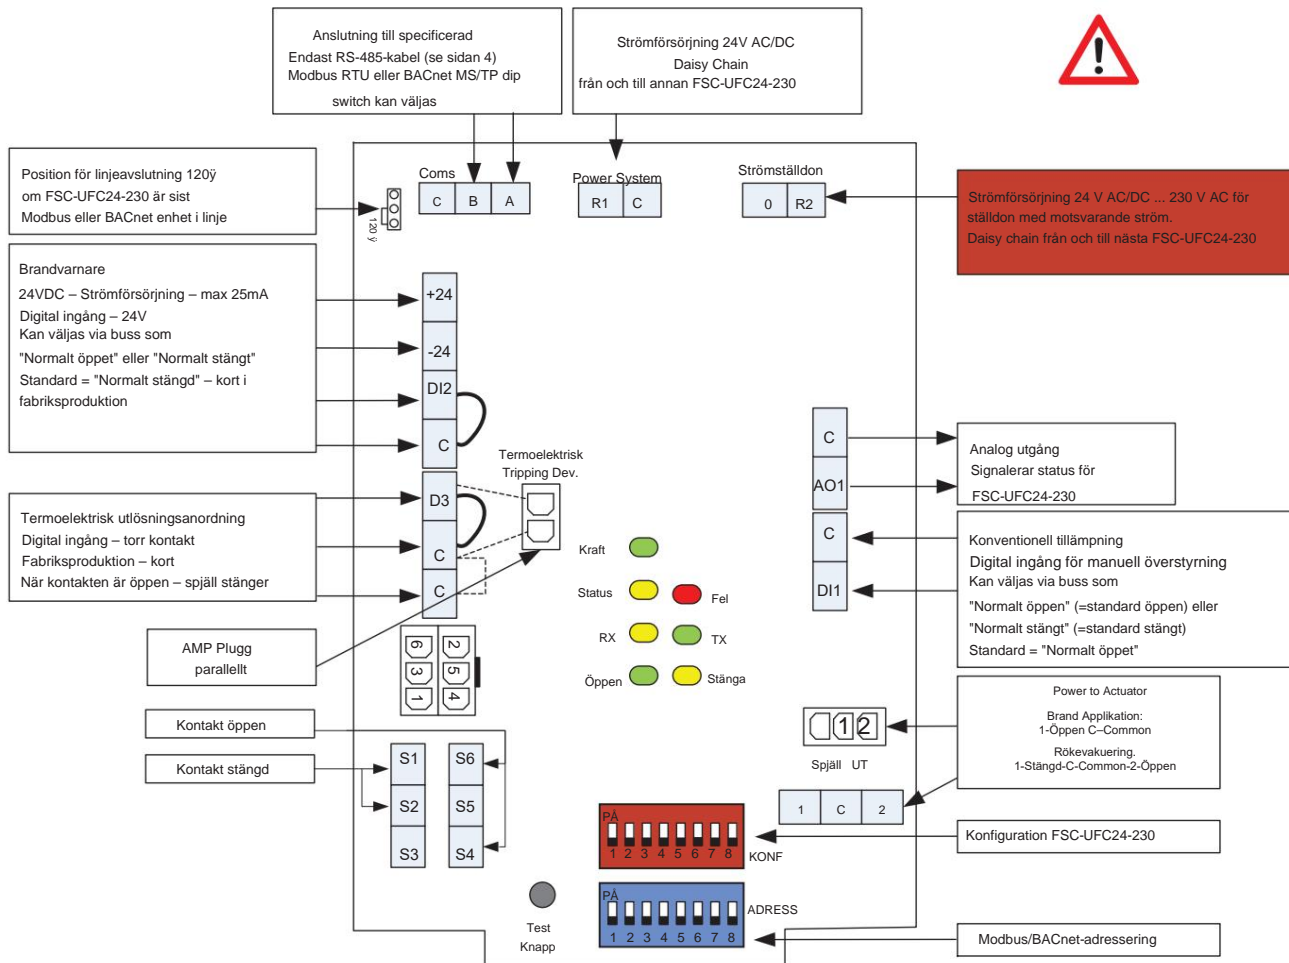 Anslutning till specificerad
Endast RS-485-kabel (se sidan 4)
Modbus RTU eller BACnet MS/TP dip
switch kan väljas
Strömförsörjning 24V AC/DC
Daisy Chain
från och till annan FSC-UFC24-230
Position för linjeavslutning 120ÿ
om FSC-UFC24-230 är sist
Modbus eller BACnet enhet i linje
120 ÿ
Coms
C B A
Power System
R1 C
Strömställdon
0 R2
Strömförsörjning 24 V AC/DC ... 230 V AC för
ställdon med motsvarande ström.
Daisy chain från och till nästa FSC-UFC24-230
Brandvarnare
24VDC – Strömförsörjning – max 25mA
Digital ingång – 24V
Kan väljas via buss som
"Normalt öppet" eller "Normalt stängt"
Standard = "Normalt stängd" – kort i
fabriksproduktion
+24
-24
DI2
C
Termoelektrisk
Tripping Dev.
D3
C
C
Termoelektrisk utlösningsanordning
Digital ingång – torr kontakt
Fabriksproduktion – kort
När kontakten är öppen – spjäll stänger
AMP Plugg
parallellt
C
AO1
C
DI1
Analog utgång
Signalerar status för
FSC-UFC24-230
Konventionell tillämpning
Digital ingång för manuell överstyrning
Kan väljas via buss som
"Normalt öppen" (=standard öppen) eller
"Normalt stängt" (=standard stängt)
Standard = "Normalt öppet"
Kraft
Status
Fel
RX
TX
Öppen
Stänga
6 2
3 5
1 4
Kontakt öppen
Kontakt stängd
S1 S6
S2 S5
S3 S4
Power to Actuator
Brand Applikation:
1-Öppen C–Common
Rökevakuering.
1-Stängd-C-Common-2-Öppen
1 2
Spjäll UT
1 C 2
PÅ
1 2 3 4 5 6 7 8
KONF
Konfiguration FSC-UFC24-230
PÅ
1 2 3 4 5 6 7 8
ADRESS
Modbus/BACnet-adressering
Test
Knapp